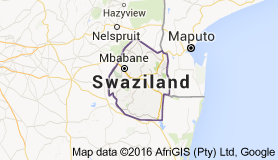 Hazyview
Nelspruit
Maputo
Mbabane
Swaziland
Map data ©2016 AfriGIS (Pty) Ltd, Google